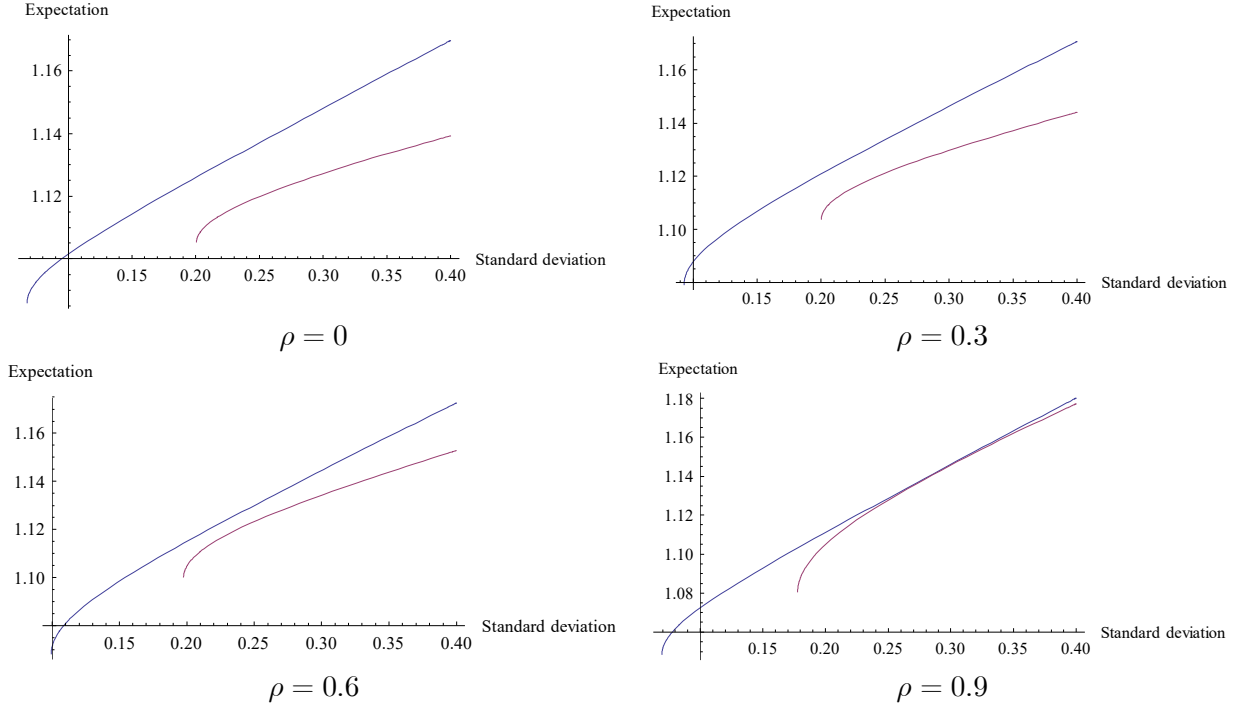 Expectation
1.16
1.14
1.12
0.15 0.20 0.25 0.30 0.35 0.40 Standard deviation
ρ = 0
Expectation
1.16
1.14
1.12
1.10
0.15 0.20 0.25 0.30 0.35 0.40 Standard deviation
ρ = 0.3
Expectation
1.16
1.14
1.12
1.10
0.15 0.20 0.25 0.30 0.35 0.40 Standard deviation
ρ = 0.6
Expectation
1.18
1.16
1.14
1.12
1.10
1.08
0.15 0.20 0.25 0.30 0.35 0.40 Standard deviation
ρ = 0.9